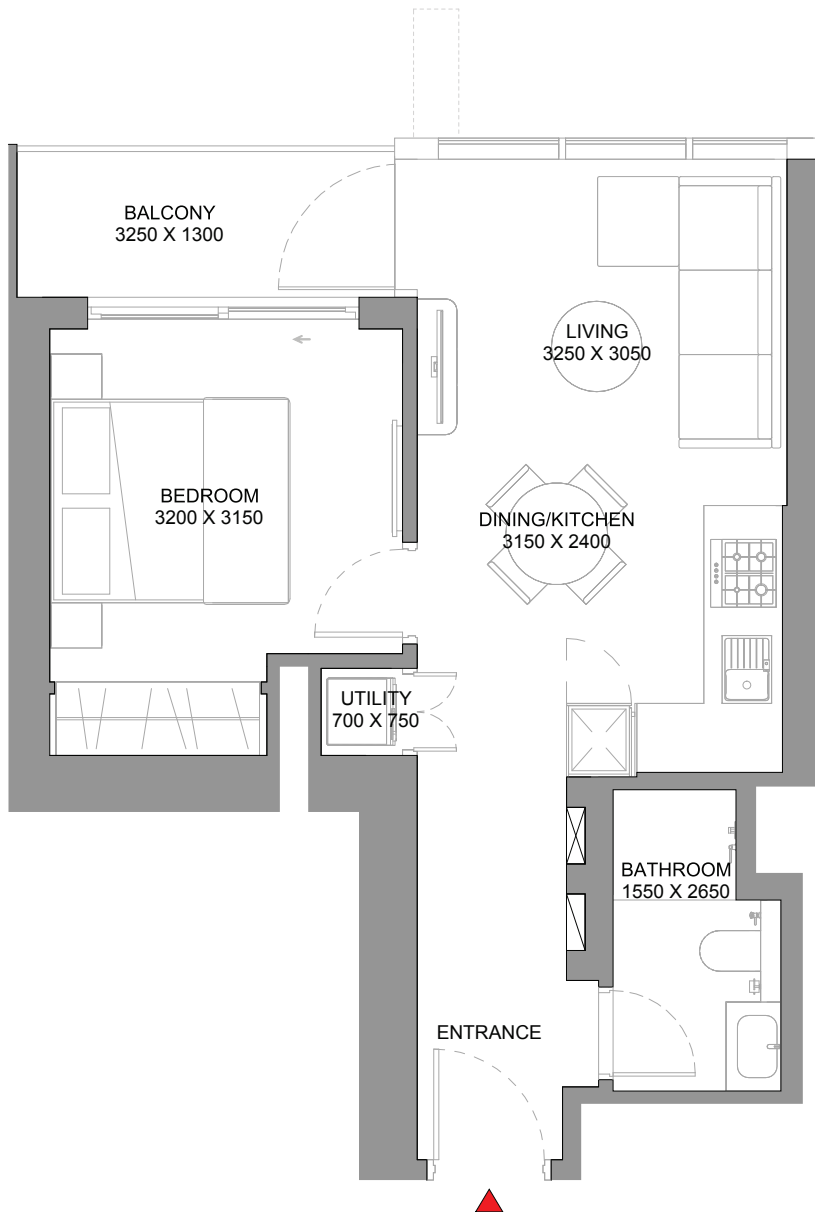 BALCONY
3250 X 1300
LIVING
3250 X 3050
BEDROOM
3200 X 3150
DINING/KITCHEN
3150 X 2400
UTILITY
700 X 750
BATHROOM
1550 X 2650
ENTRANCE